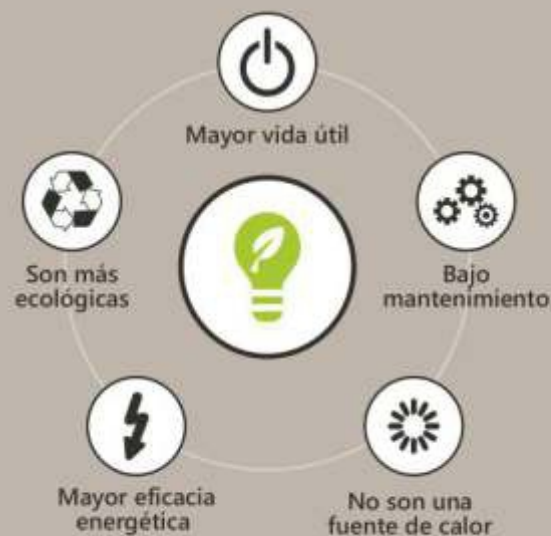 Mayor vida útil
Son más
ecológicas
Bajo
mantenimiento
Mayor eficacia
energética
No son una
fuente de calor